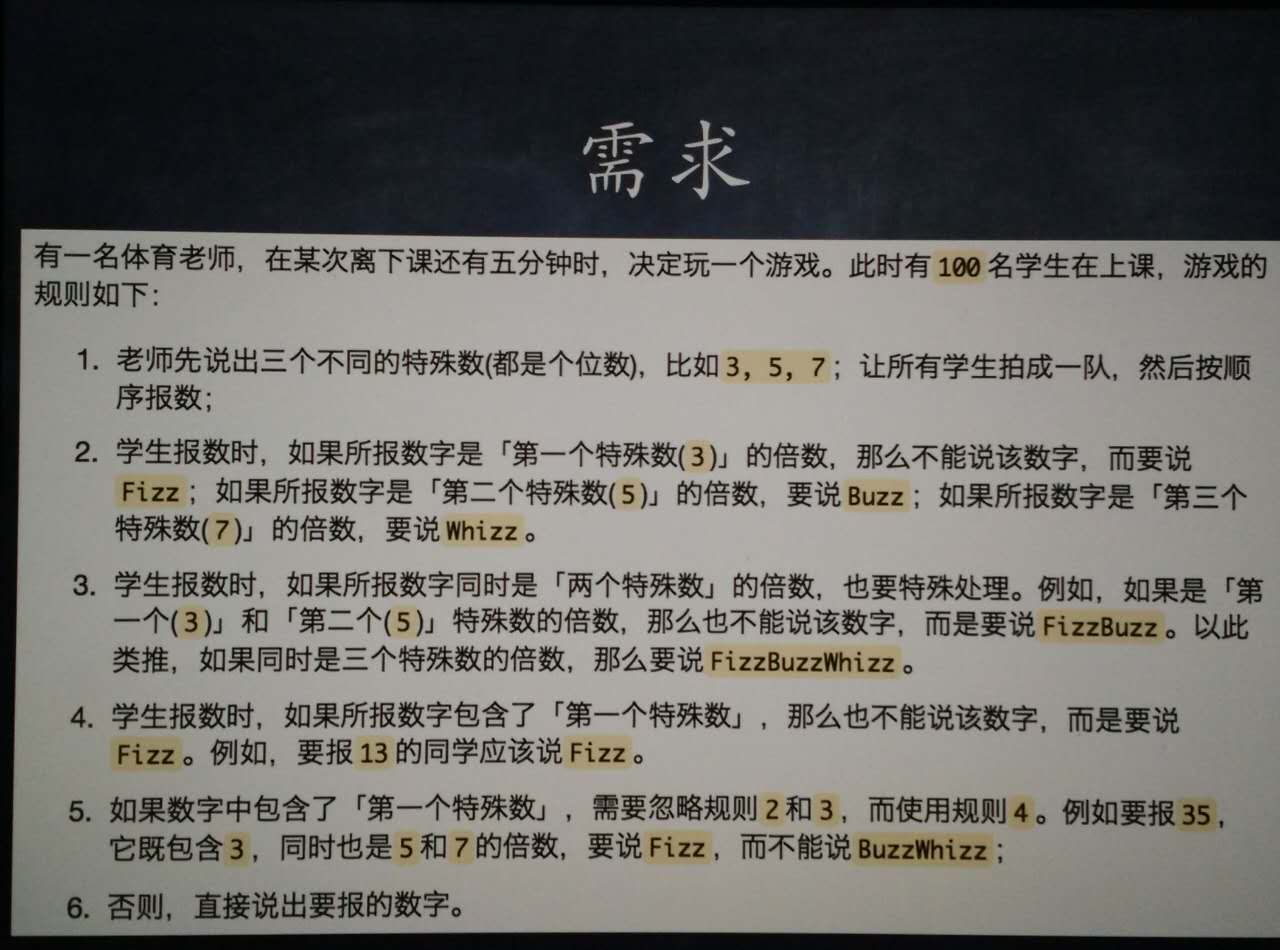 需求
有一名体育老师，在某次离下课还有五分钟时，决定玩一个游戏。此时有100名学生在上课，游戏的
规则如下：
1. 老师先说出三个不同的特殊数(都是个位数)，比如3, 5, 7；让所有学生拍成一队，然后按顺
序报数；
2. 学生报数时，如果所报数字是「第一个特殊数(3)」的倍数，那么不能说该数字，而要说
Fizz；如果所报数字是「第二个特殊数(5)」的倍数，要说Buzz；如果所报数字是「第三个
特殊数(7)」的倍数，要说Whizz。
3. 学生报数时，如果所报数字同时是「两个特殊数」的倍数，也要特殊处理。例如，如果是「第
一个(3)」和「第二个(5)」特殊数的倍数，那么也不能说该数字，而是要说FizzBuzz。以此
类推，如果同时是三个特殊数的倍数，那么要说FizzBuzzWhizz。
4. 学生报数时，如果所报数字包含了「第一个特殊数」，那么也不能说该数字，而是要说
Fizz。例如，要报13的同学应该说Fizz。
5. 如果数字中包含了「第一个特殊数」，需要忽略规则2和3，而使用规则4。例如要报35，
它既包含3，同时也是5和7的倍数，要说Fizz，而不能说BuzzWhizz；
6. 否则，直接说出要报的数字。